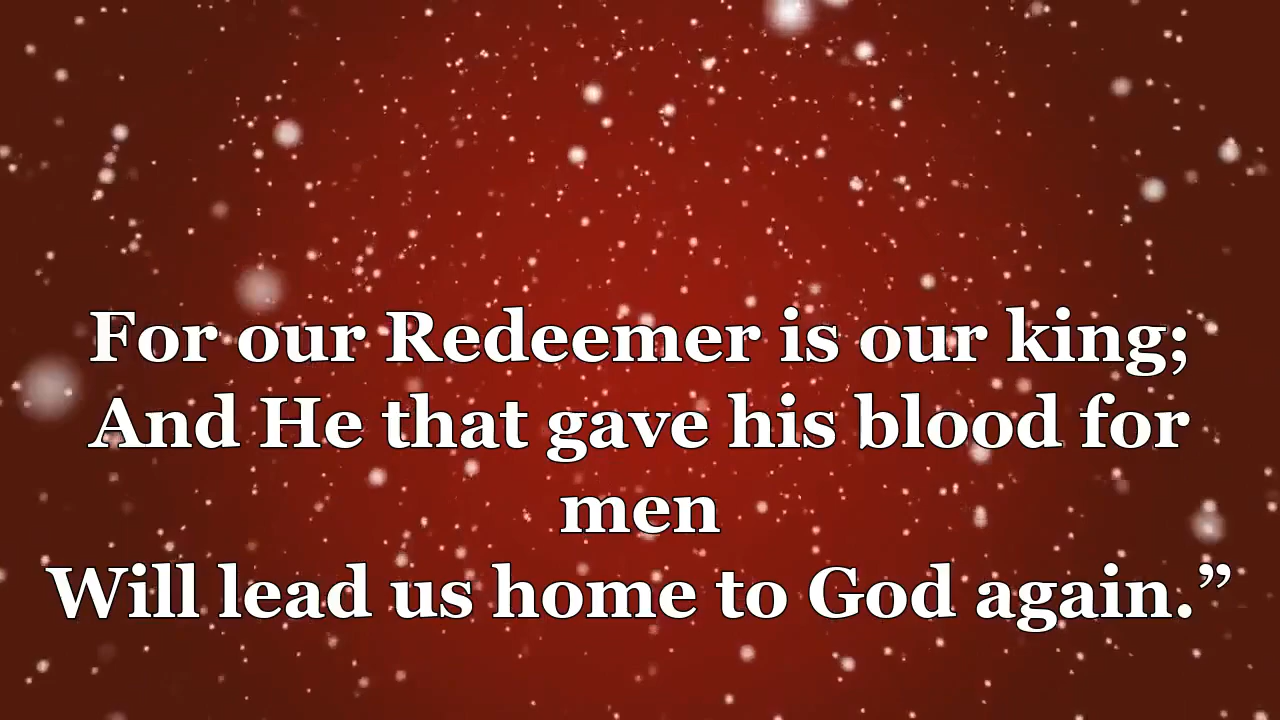 For our Redeemer is our king;
And He that gave his blood for
men
Will lead us home to God again.”